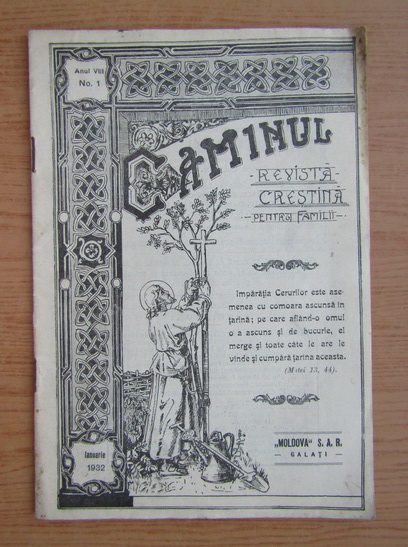 Anul VIII
No. 1
CĂMINUL
REVISTĂ
CREȘTINĂ
PENTRU FAMILII
Împărăția Cerurilor este ase-
menea cu comoara ascunsă în
țarină; pe care aflând-o omul
o a ascuns și de bucurie, el
merge și toate câte le are le
vinde și cumpără țarina aceasta.
(Matei 13, 44).
Ianuarie
1932
„MOLDOVA" S. A. R.
GALAȚI